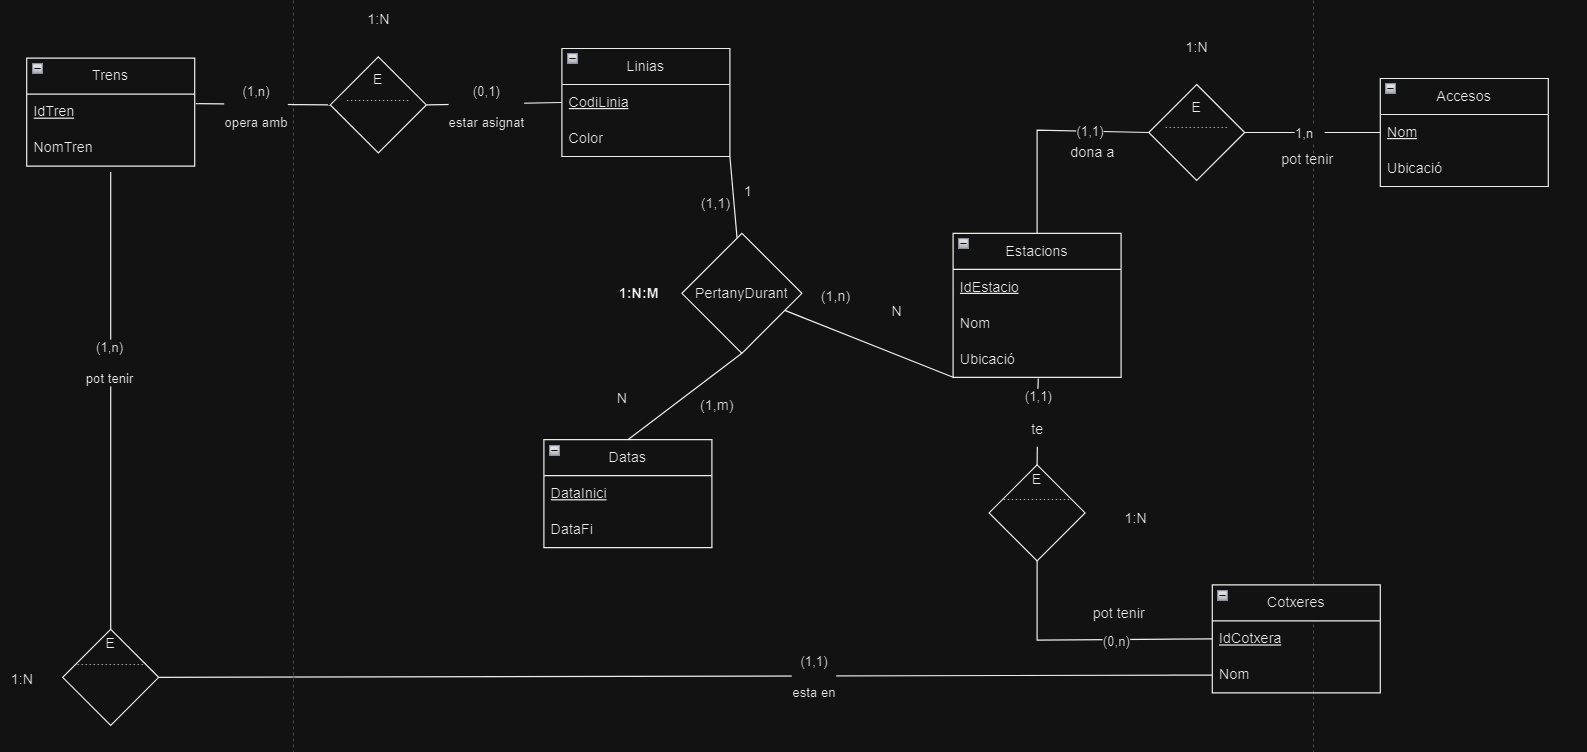 1:N
Trens
IdTren
NomTren
(1,n)
opera amb
E
(0,1)
estar asignat
Linias
CodiLinia
Color
1:N
E
(1,1)
dona a
1,n
pot tenir
Accesos
Nom
Ubicació
1
(1,1)
1:N:M
PertanyDurant
(1,n)
N
Estacions
IdEstacio
Nom
Ubicació
(1,n)
pot tenir
N
(1,m)
Datas
DataInici
DataFi
(1,1)
te
E
1:N
pot tenir
(0,n)
Cotxeres
IdCotxera
Nom
E
1:N
(1,1)
esta en